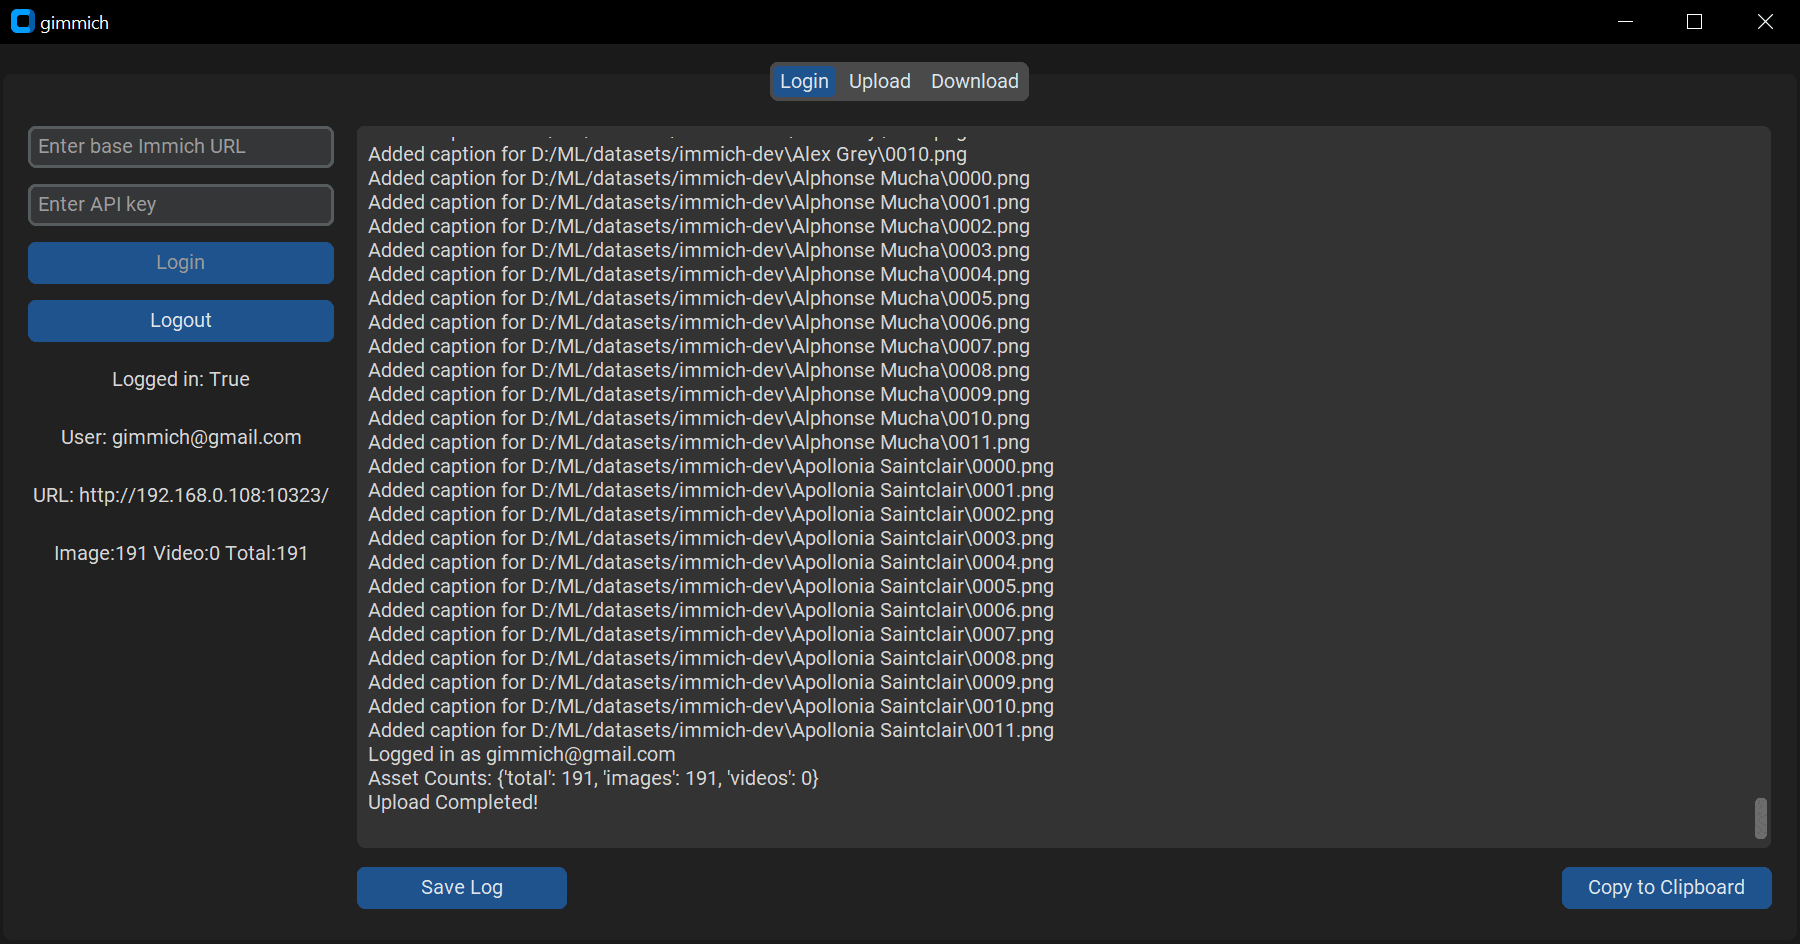 gimmich
Login Upload Download
Enter base Immich URL
Enter API key
Login
Logout
Logged in: True
User: gimmich@gmail.com
URL: http://192.168.0.108:10323/
Image:191 Video:0 Total:191
Added caption for D:/ML/datasets/immich-dev\Alex Grey\0010.png
Added caption for D:/ML/datasets/immich-dev\Alphonse Mucha\0000.png
Added caption for D:/ML/datasets/immich-dev\Alphonse Mucha\0001.png
Added caption for D:/ML/datasets/immich-dev\Alphonse Mucha\0002.png
Added caption for D:/ML/datasets/immich-dev\Alphonse Mucha\0003.png
Added caption for D:/ML/datasets/immich-dev\Alphonse Mucha\0004.png
Added caption for D:/ML/datasets/immich-dev\Alphonse Mucha\0005.png
Added caption for D:/ML/datasets/immich-dev\Alphonse Mucha\0006.png
Added caption for D:/ML/datasets/immich-dev\Alphonse Mucha\0007.png
Added caption for D:/ML/datasets/immich-dev\Alphonse Mucha\0008.png
Added caption for D:/ML/datasets/immich-dev\Alphonse Mucha\0009.png
Added caption for D:/ML/datasets/immich-dev\Alphonse Mucha\0010.png
Added caption for D:/ML/datasets/immich-dev\Alphonse Mucha\0011.png
Added caption for D:/ML/datasets/immich-dev\Apollonia Saintclair\0000.png
Added caption for D:/ML/datasets/immich-dev\Apollonia Saintclair\0001.png
Added caption for D:/ML/datasets/immich-dev\Apollonia Saintclair\0002.png
Added caption for D:/ML/datasets/immich-dev\Apollonia Saintclair\0003.png
Added caption for D:/ML/datasets/immich-dev\Apollonia Saintclair\0004.png
Added caption for D:/ML/datasets/immich-dev\Apollonia Saintclair\0005.png
Added caption for D:/ML/datasets/immich-dev\Apollonia Saintclair\0006.png
Added caption for D:/ML/datasets/immich-dev\Apollonia Saintclair\0007.png
Added caption for D:/ML/datasets/immich-dev\Apollonia Saintclair\0008.png
Added caption for D:/ML/datasets/immich-dev\Apollonia Saintclair\0009.png
Added caption for D:/ML/datasets/immich-dev\Apollonia Saintclair\0010.png
Added caption for D:/ML/datasets/immich-dev\Apollonia Saintclair\0011.png
Logged in as gimmich@gmail.com
Asset Counts: {'total': 191, 'images': 191, 'videos': 0}
Upload Completed!
Save Log
Copy to Clipboard